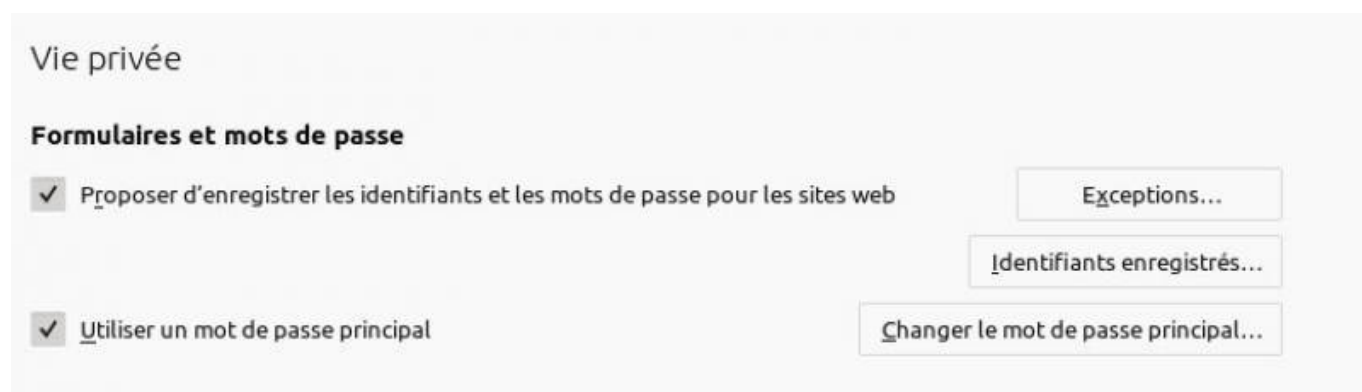 Vie privée
Formulaires et mots de passe
Proposer d’enregistrer les identifiants et les mots de passe pour les sites web
Exceptions…
Identifiants enregistrés…
Utiliser un mot de passe principal
Changer le mot de passe principal…